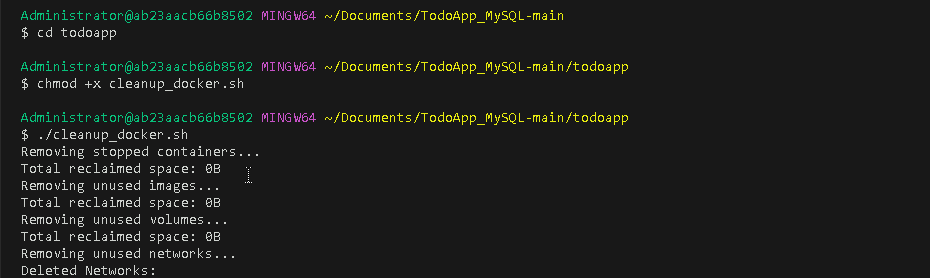 Administrator@ab23aacb66b8502 MINGW64 ~/Documents/TodoApp_MySQL-main
$ cd todoapp
Administrator@ab23aacb66b8502 MINGW64 ~/Documents/TodoApp_MySQL-main/todoapp
$ chmod +x cleanup_docker.sh
Administrator@ab23aacb66b8502 MINGW64 ~/Documents/TodoApp_MySQL-main/todoapp
$ ./cleanup_docker.sh
Removing stopped containers...
Total reclaimed space: 0B
Removing unused images...
Total reclaimed space: 0B
Removing unused volumes...
Total reclaimed space: 0B
Removing unused networks...
Deleted Networks: